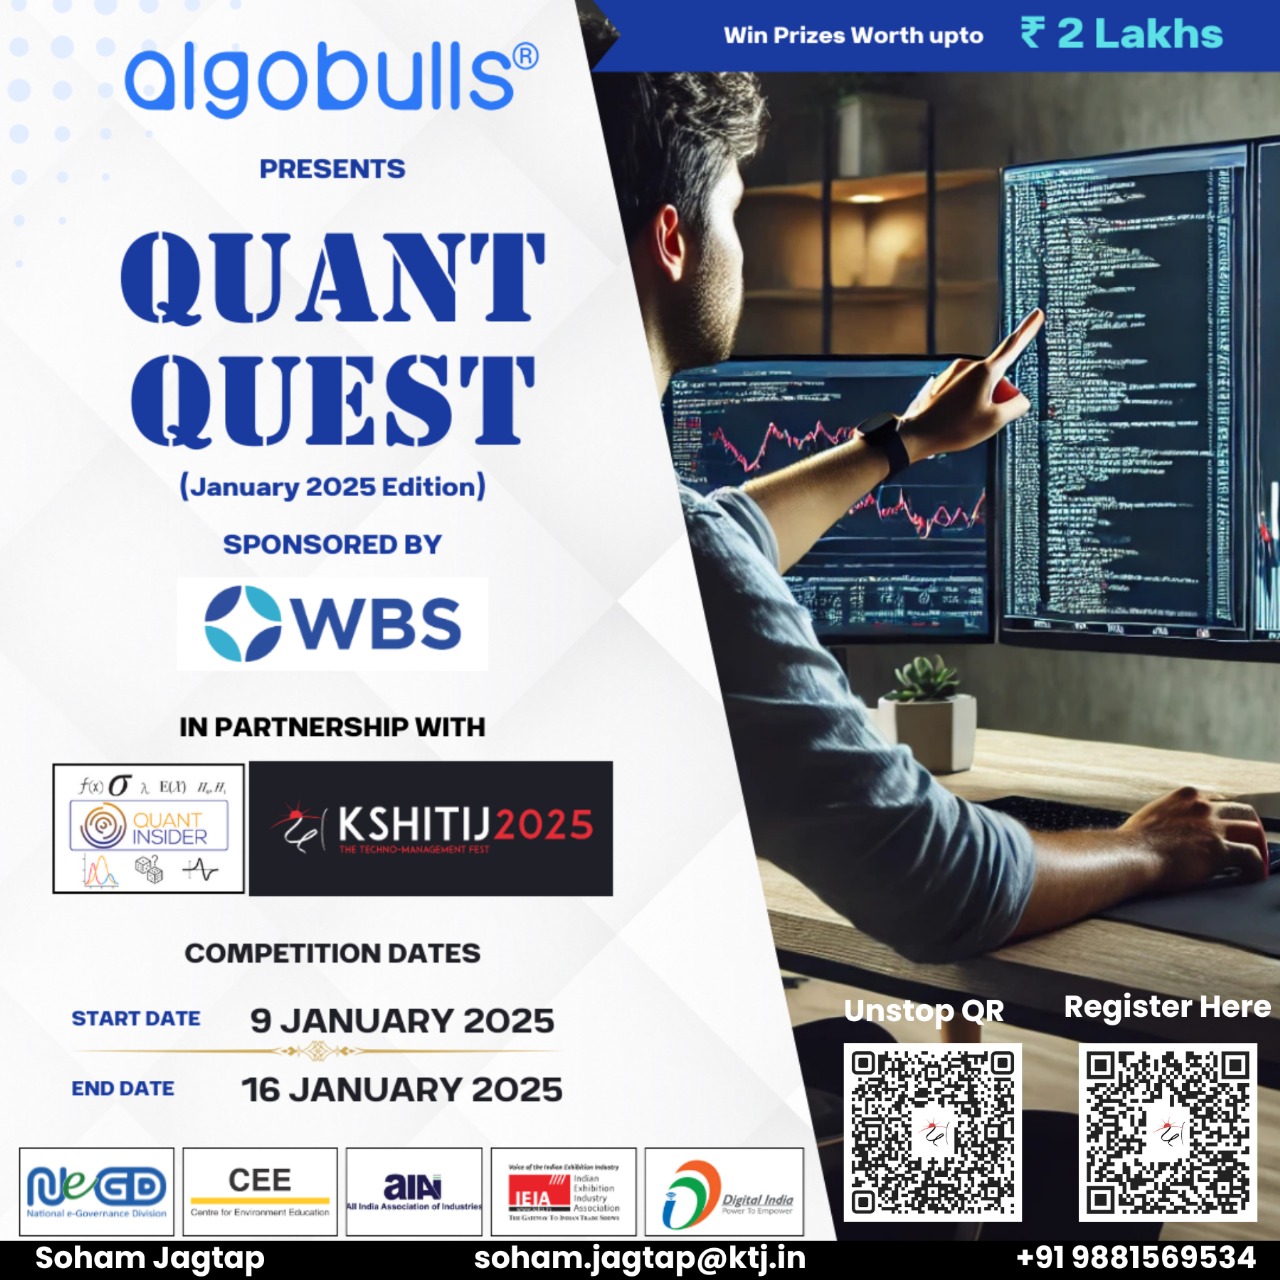 algobulls®
Win Prizes Worth upto ₹ 2 Lakhs
PRESENTS
QUANT
QUEST
(January 2025 Edition)
SPONSORED BY
WBS
IN PARTNERSHIP WITH
f(x) σ λ E(X) H₀, H₁
QUANT
INSIDER
KSHITIJ2025
THE TECHNO-MANAGEMENT FEST
COMPETITION DATES
START DATE 9 JANUARY 2025
END DATE 16 JANUARY 2025
Unstop QR
Register Here
NeGD
National e-Governance Division
CEE
Centre for Environment Education
AIAI
All India Association of Industries
Voice of the Indian Exhibition Industry
IEIA
Indian
Exhibition
Industry
Association
THE GATEWAY TO INDIAN TRADE SHOWS
Digital India
Power To Empower
Soham Jagtap
soham.jagtap@ktj.in
+91 9881569534